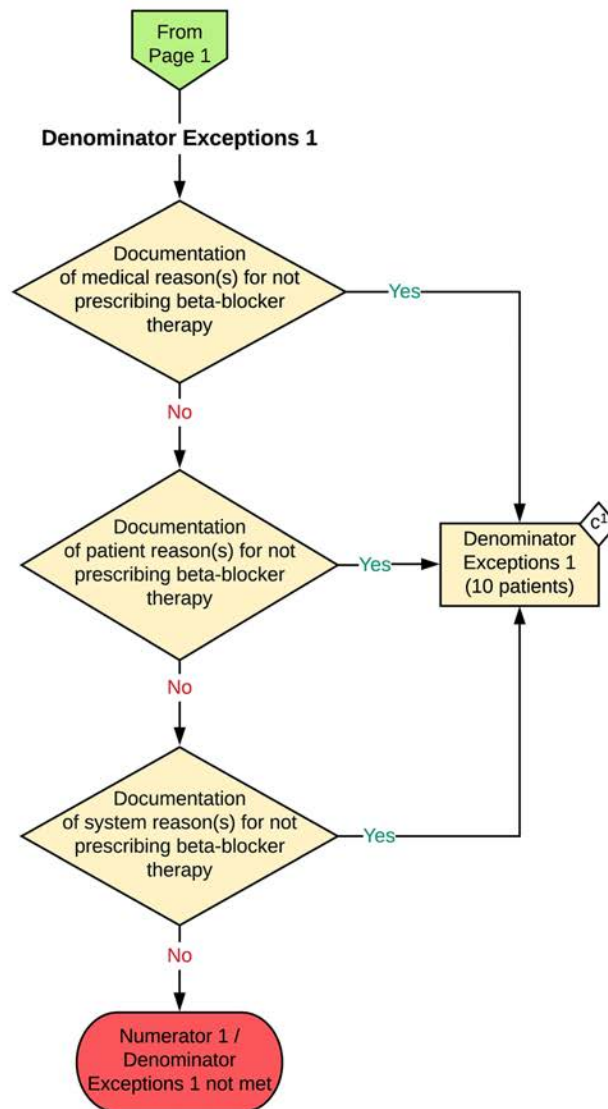 From
Page 1
Denominator Exceptions 1
Documentation
of medical reason(s) for not
prescribing beta-blocker
therapy
Yes
No
c¹
Denominator
Exceptions 1
(10 patients)
Documentation
of patient reason(s) for not
prescribing beta-blocker
therapy
Yes
No
Documentation
of system reason(s) for not
prescribing beta-blocker
therapy
Yes
No
Numerator 1 /
Denominator
Exceptions 1 not met